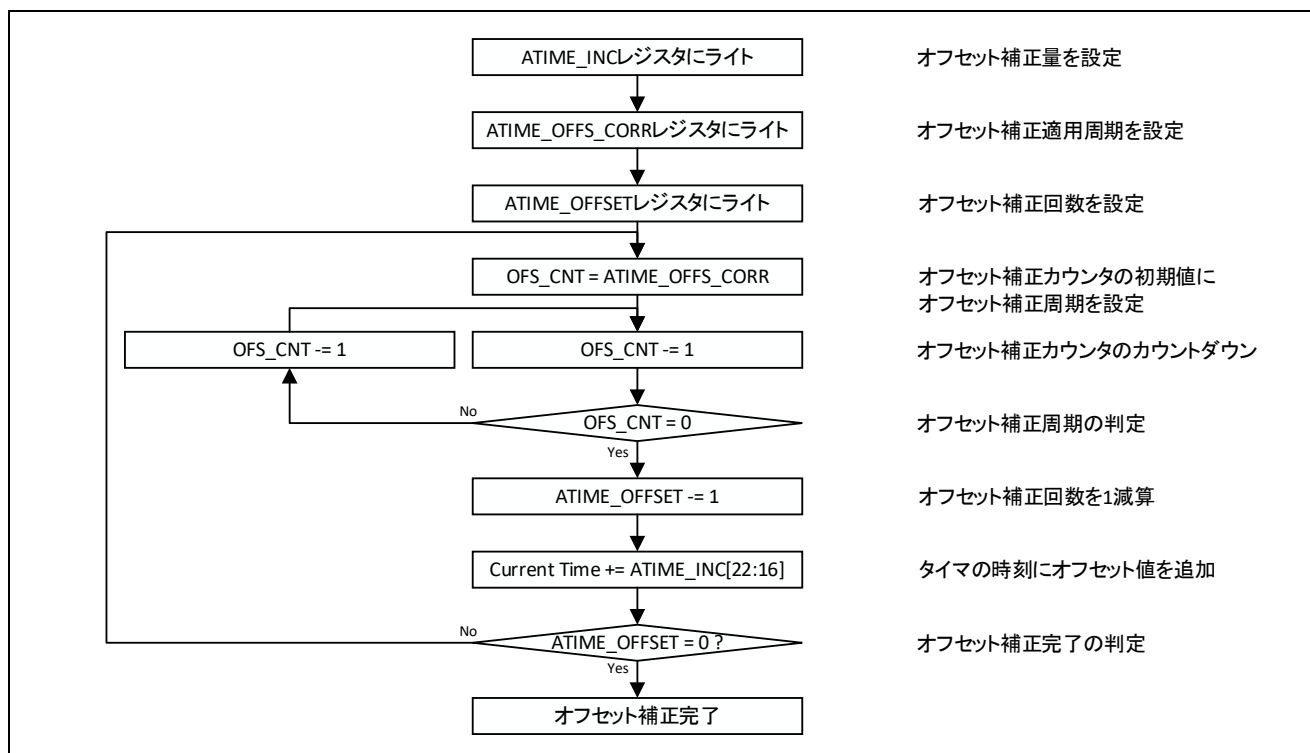 ATIME_INCレジスタにライト
オフセット補正量を設定
ATIME_OFFS_CORRレジスタにライト
オフセット補正適用周期を設定
ATIME_OFFSETレジスタにライト
オフセット補正回数を設定
OFS_CNT = ATIME_OFFS_CORR
オフセット補正カウンタの初期値に
オフセット補正周期を設定
OFS_CNT -= 1
OFS_CNT -= 1
オフセット補正カウンタのカウントダウン
No
OFS_CNT = 0
オフセット補正周期の判定
Yes
ATIME_OFFSET -= 1
オフセット補正回数を1減算
Current Time += ATIME_INC[22:16]
タイマの時刻にオフセット値を追加
No
ATIME_OFFSET = 0 ?
オフセット補正完了の判定
Yes
オフセット補正完了